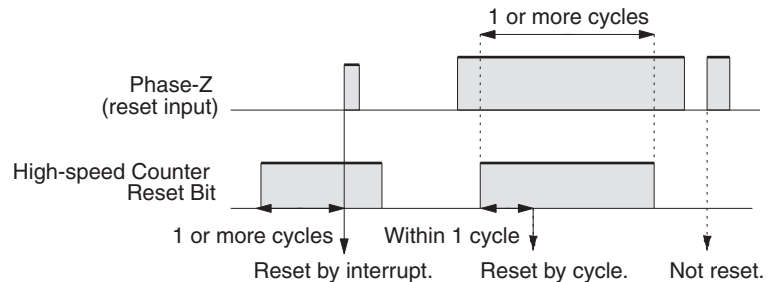 1 or more cycles
Phase-Z
(reset input)
High-speed Counter
Reset Bit
1 or more cycles
Within 1 cycle
Reset by interrupt.
Reset by cycle.
Not reset.